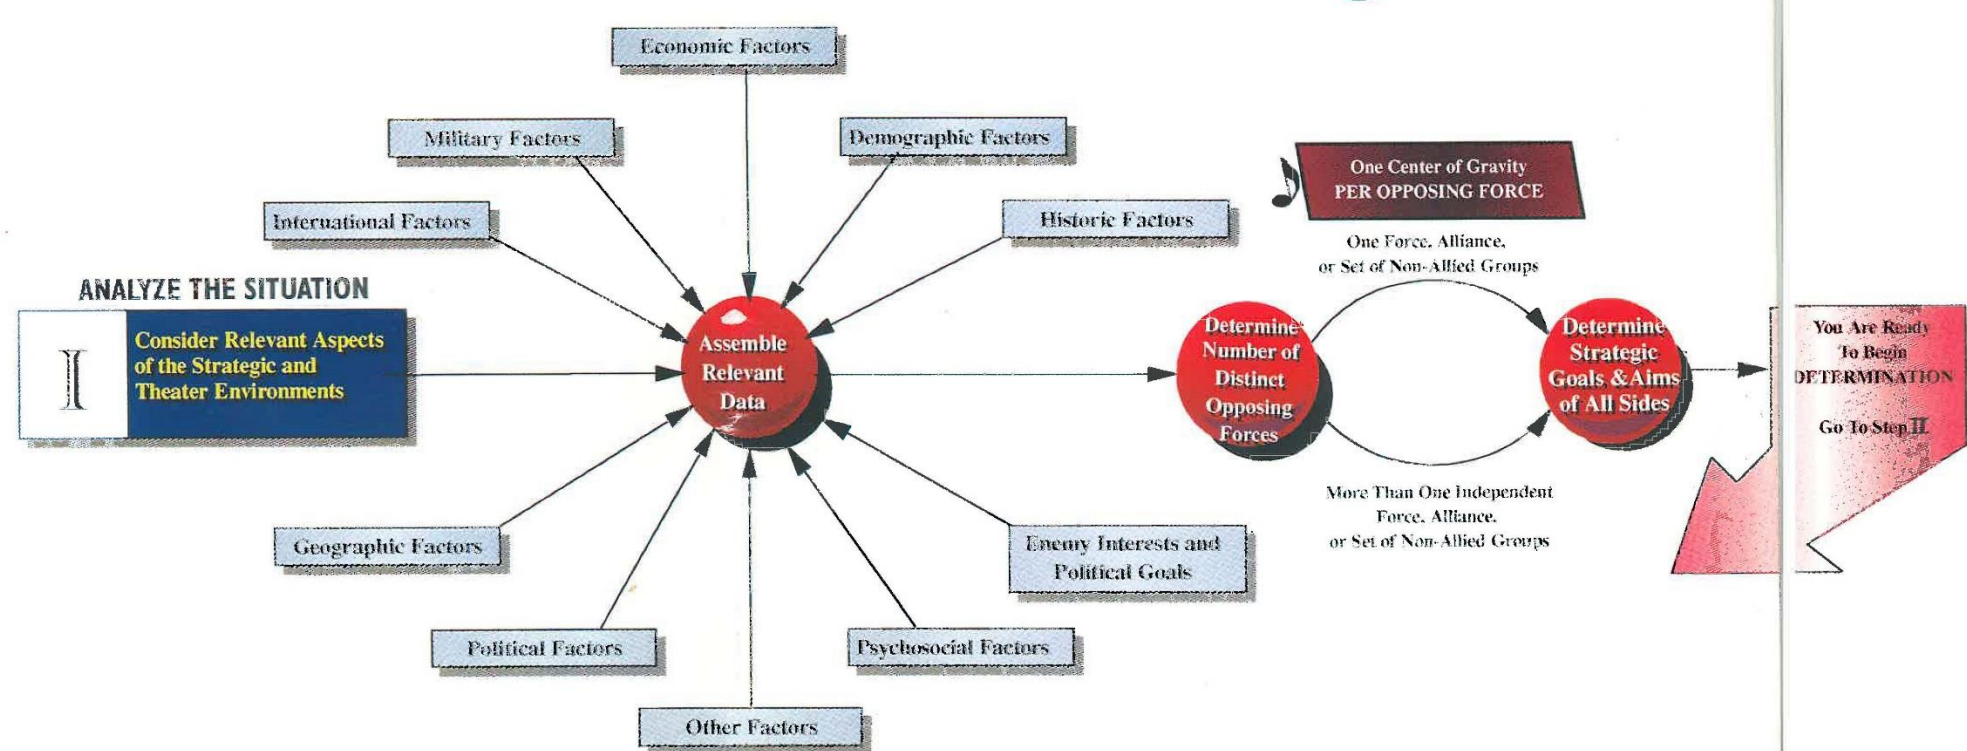 Economic Factors
Military Factors
Demographic Factors
International Factors
Historic Factors
One Center of Gravity
PER OPPOSING FORCE
One Force, Alliance,
or Set of Non-Allied Groups
ANALYZE THE SITUATION
I
Consider Relevant Aspects
of the Strategic and
Theater Environments
Assemble
Relevant
Data
Determine
Number of
Distinct
Opposing
Forces
Determine
Strategic
Goals & Aims
of All Sides
You Are Ready
To Begin
DETERMINATION
Go To Step II
More Than One Independent
Force, Alliance,
or Set of Non-Allied Groups
Geographic Factors
Enemy Interests and
Political Goals
Political Factors
Psychosocial Factors
Other Factors